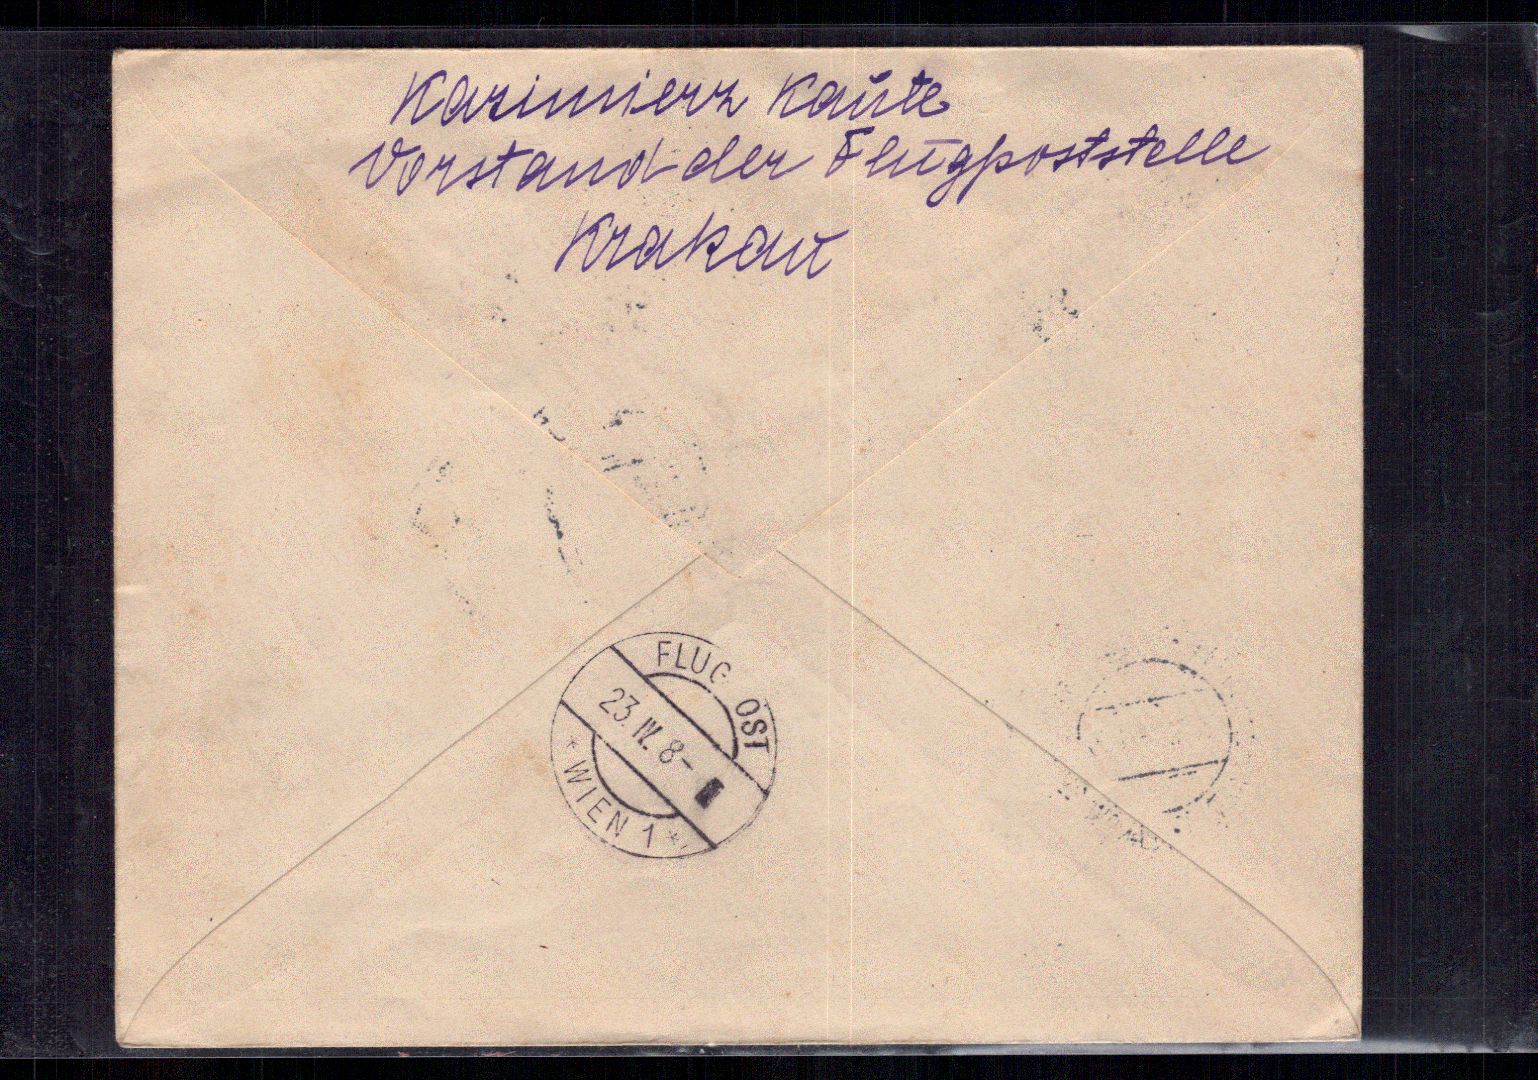 Kazimierz Kaute
Vorstand der Flugpoststelle
Krakau
FLUG OST
23. IV. 8-
* WIEN 1 *